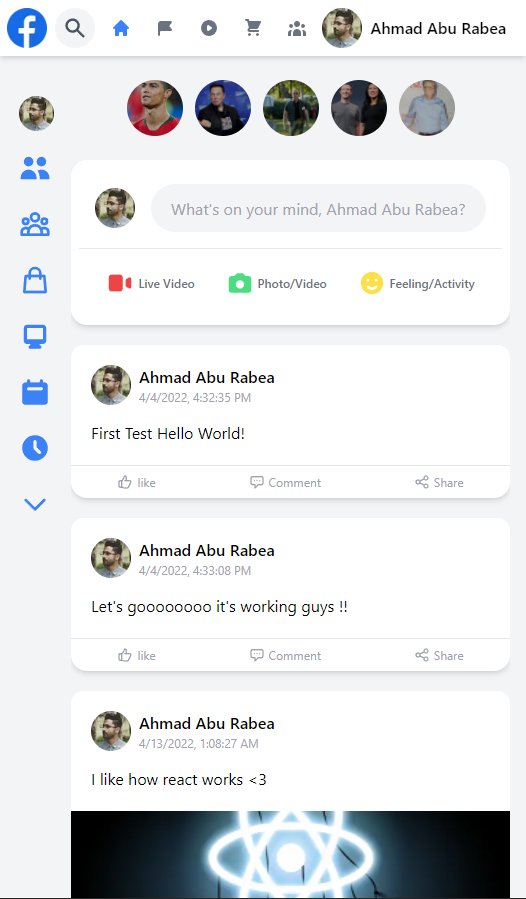 Ahmad Abu Rabea
What's on your mind, Ahmad Abu Rabea?
Live Video
Photo/Video
Feeling/Activity
Ahmad Abu Rabea
4/4/2022, 4:32:35 PM
First Test Hello World!
like
Comment
Share
Ahmad Abu Rabea
4/4/2022, 4:33:08 PM
Let's goooooooo it's working guys !!
like
Comment
Share
Ahmad Abu Rabea
4/13/2022, 1:08:27 AM
I like how react works <3